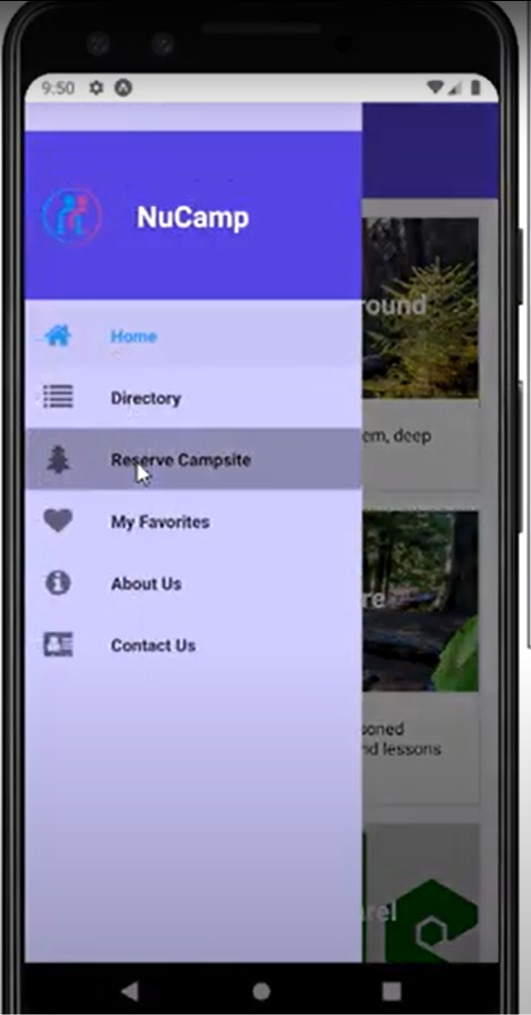 9:50
NuCamp
Home
Directory
Reserve Campsite
My Favorites
About Us
Contact Us
round
em, deep
re
soned
nd lessons
rel